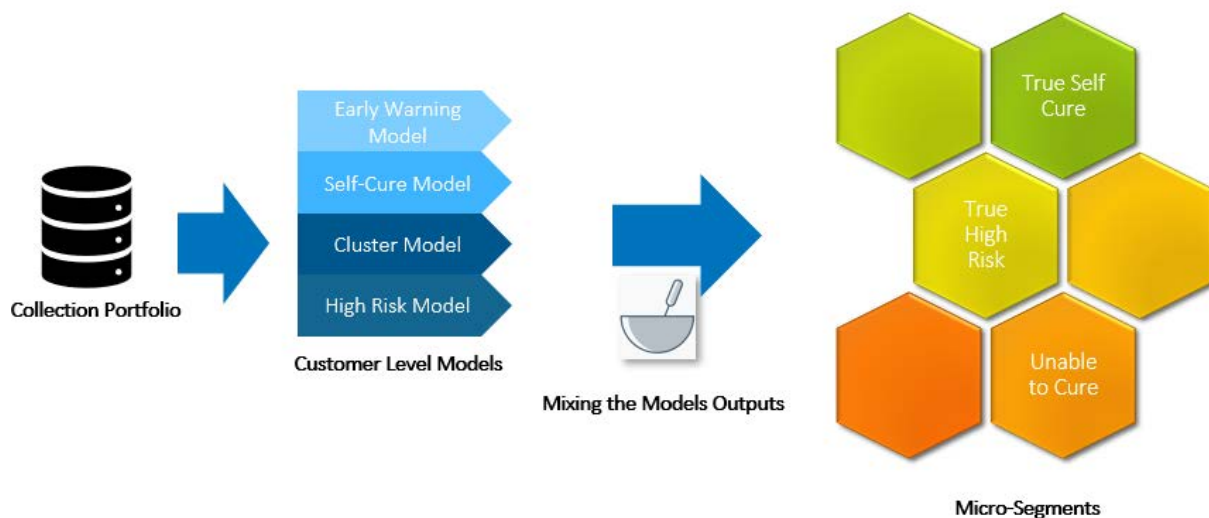 Collection Portfolio
Early Warning
Model
Self-Cure Model
Cluster Model
High Risk Model
Customer Level Models
Mixing the Models Outputs
True Self
Cure
True
High
Risk
Unable
to Cure
Micro-Segments